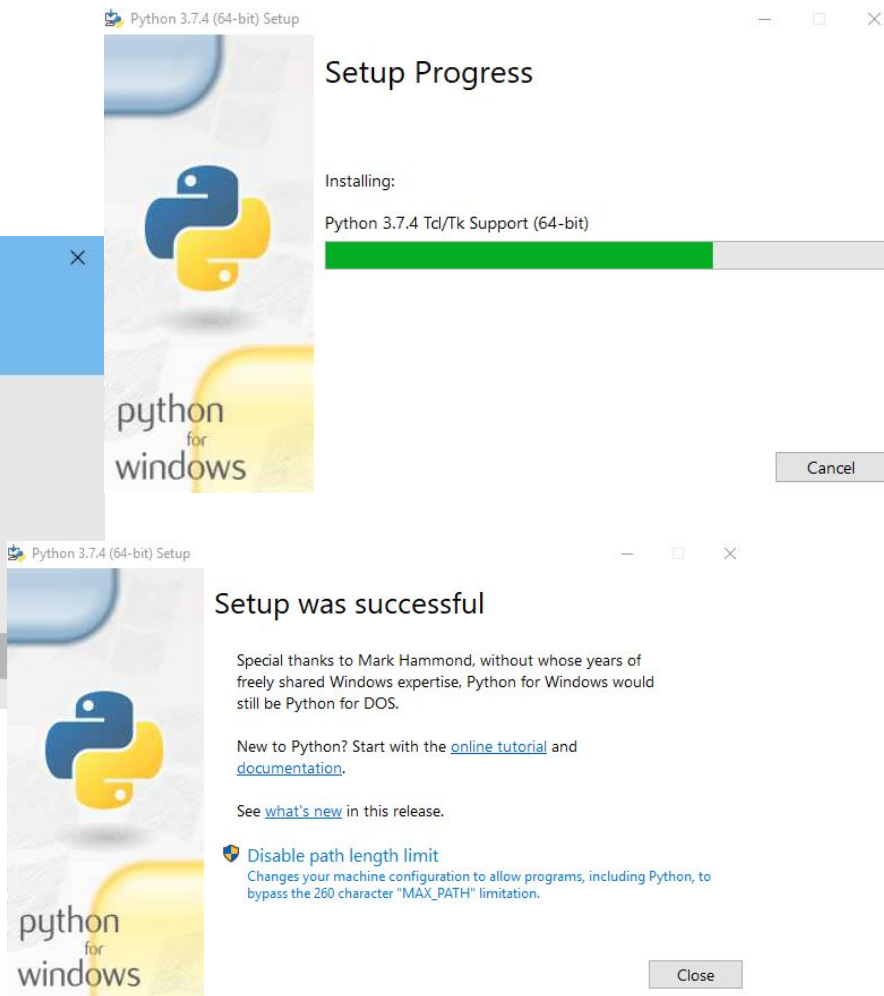 Python 3.7.4 (64-bit) Setup
Setup Progress
Installing:
Python 3.7.4 Tcl/Tk Support (64-bit)
python
for
windows
Cancel
Python 3.7.4 (64-bit) Setup
Setup was successful
Special thanks to Mark Hammond, without whose years of
freely shared Windows expertise, Python for Windows would
still be Python for DOS.
New to Python? Start with the online tutorial and
documentation.
See what's new in this release.
Disable path length limit
Changes your machine configuration to allow programs, including Python, to
bypass the 260 character "MAX_PATH" limitation.
python
for
windows
Close